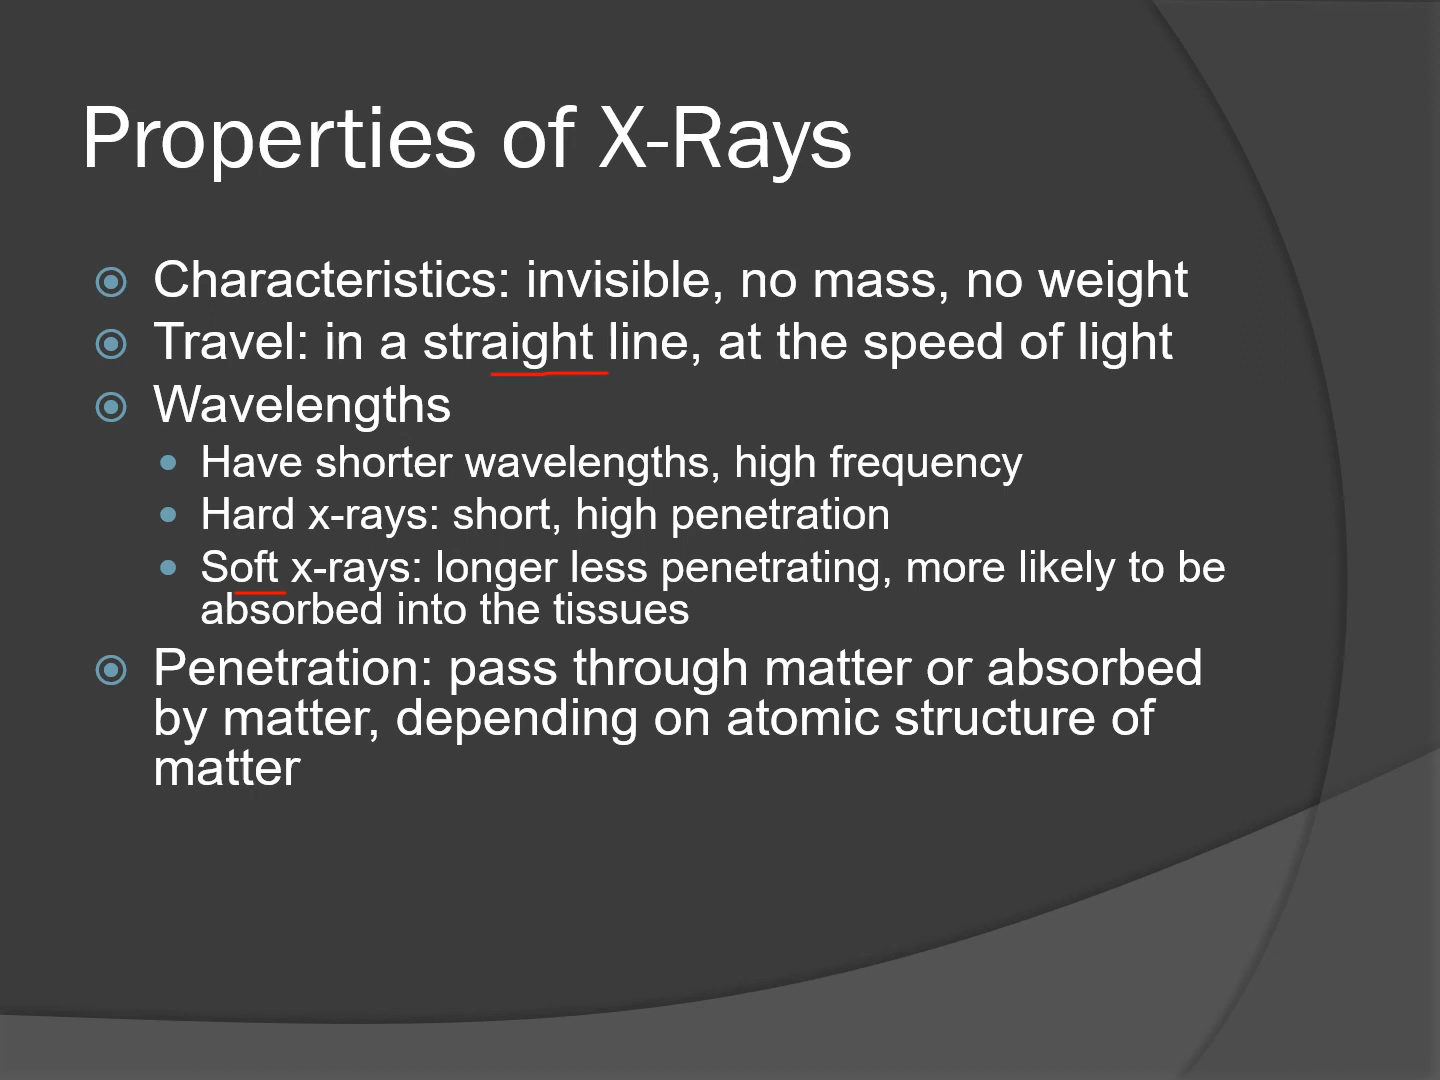 Properties of X-Rays
Characteristics: invisible, no mass, no weight
Travel: in a straight line, at the speed of light
Wavelengths
Have shorter wavelengths, high frequency
Hard x-rays: short, high penetration
Soft x-rays: longer less penetrating, more likely to be
absorbed into the tissues
Penetration: pass through matter or absorbed
by matter, depending on atomic structure of
matter